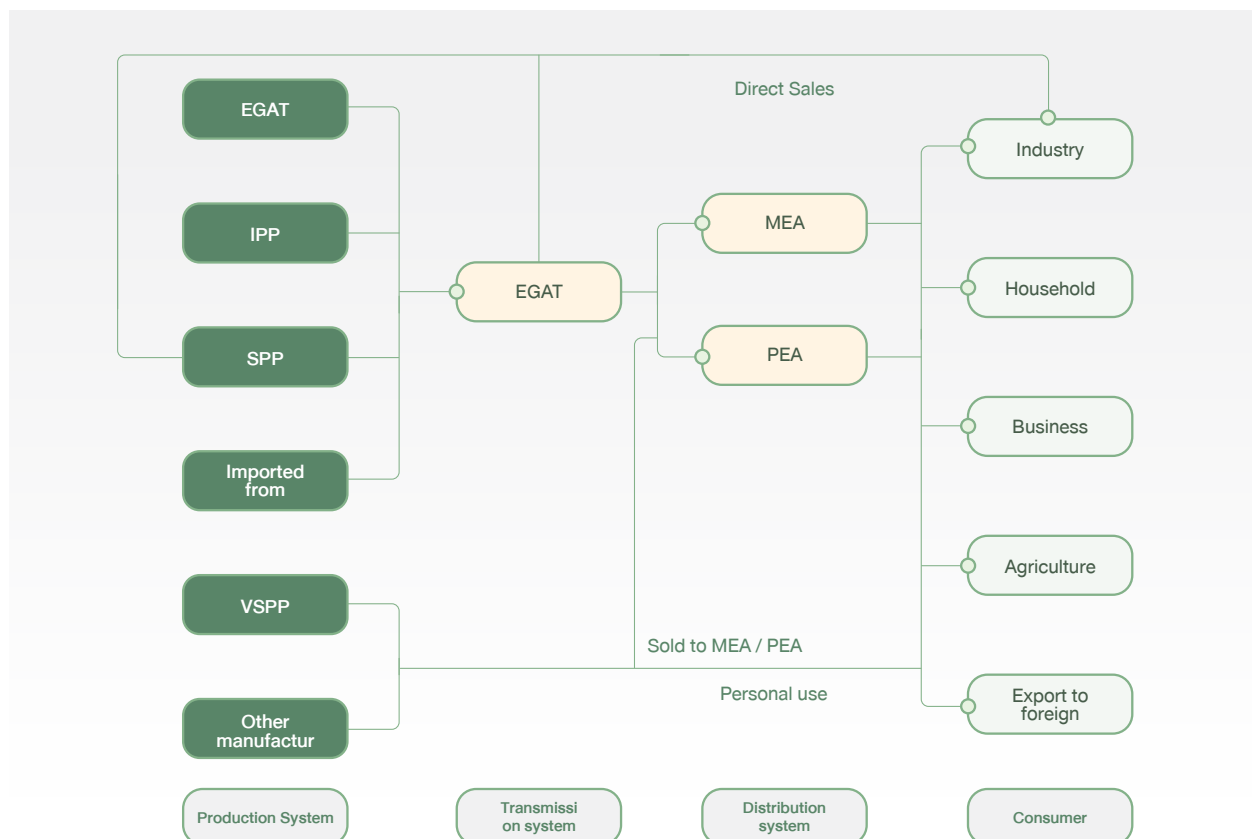 Direct Sales
EGAT
IPP
SPP
Imported
from
VSPP
Other
manufactur
EGAT
MEA
PEA
Sold to MEA / PEA
Personal use
Industry
Household
Business
Agriculture
Export to
foreign
Production System
Transmissi
on system
Distribution
system
Consumer